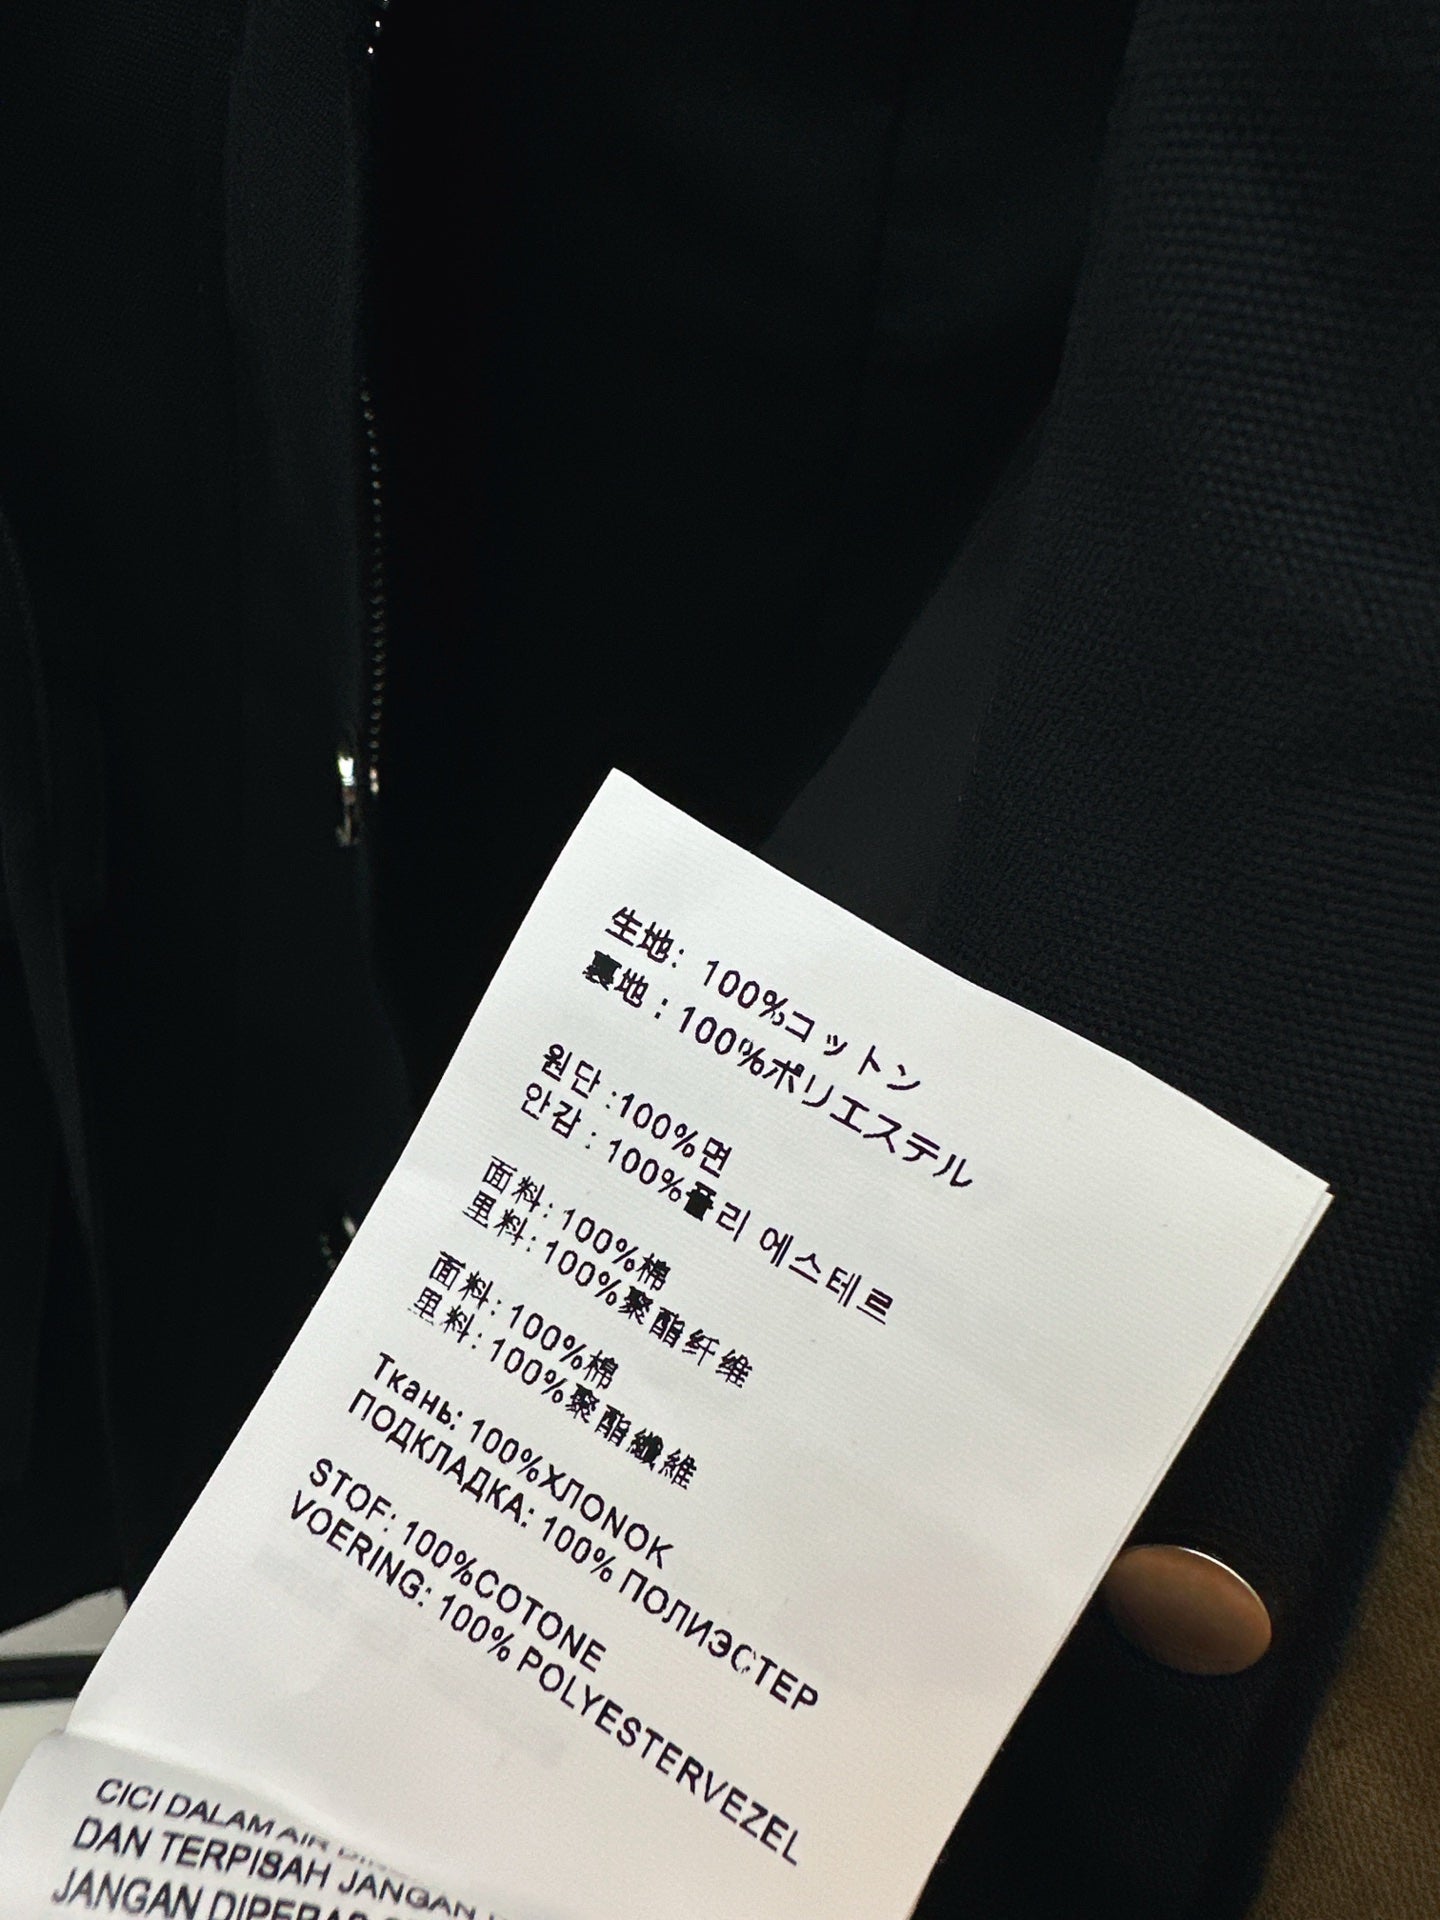 生地: 100%コットン
裏地 : 100%ポリエステル
원단 :100%면
안감 : 100%폴리 에스테르
面料: 100%棉
里料: 100%聚酯纤维
面料: 100%棉
里料: 100%聚酯纖維
Ткань: 100%ХЛОNOK
ПОДКЛАДКА: 100% ПОЛИЭСТЕР
STOF: 100%COTONE
VOERING: 100% POLYESTERVEZEL
CICI DALAM AIR
DAN TERPISAH JANGAN
JANGAN DIPERAS